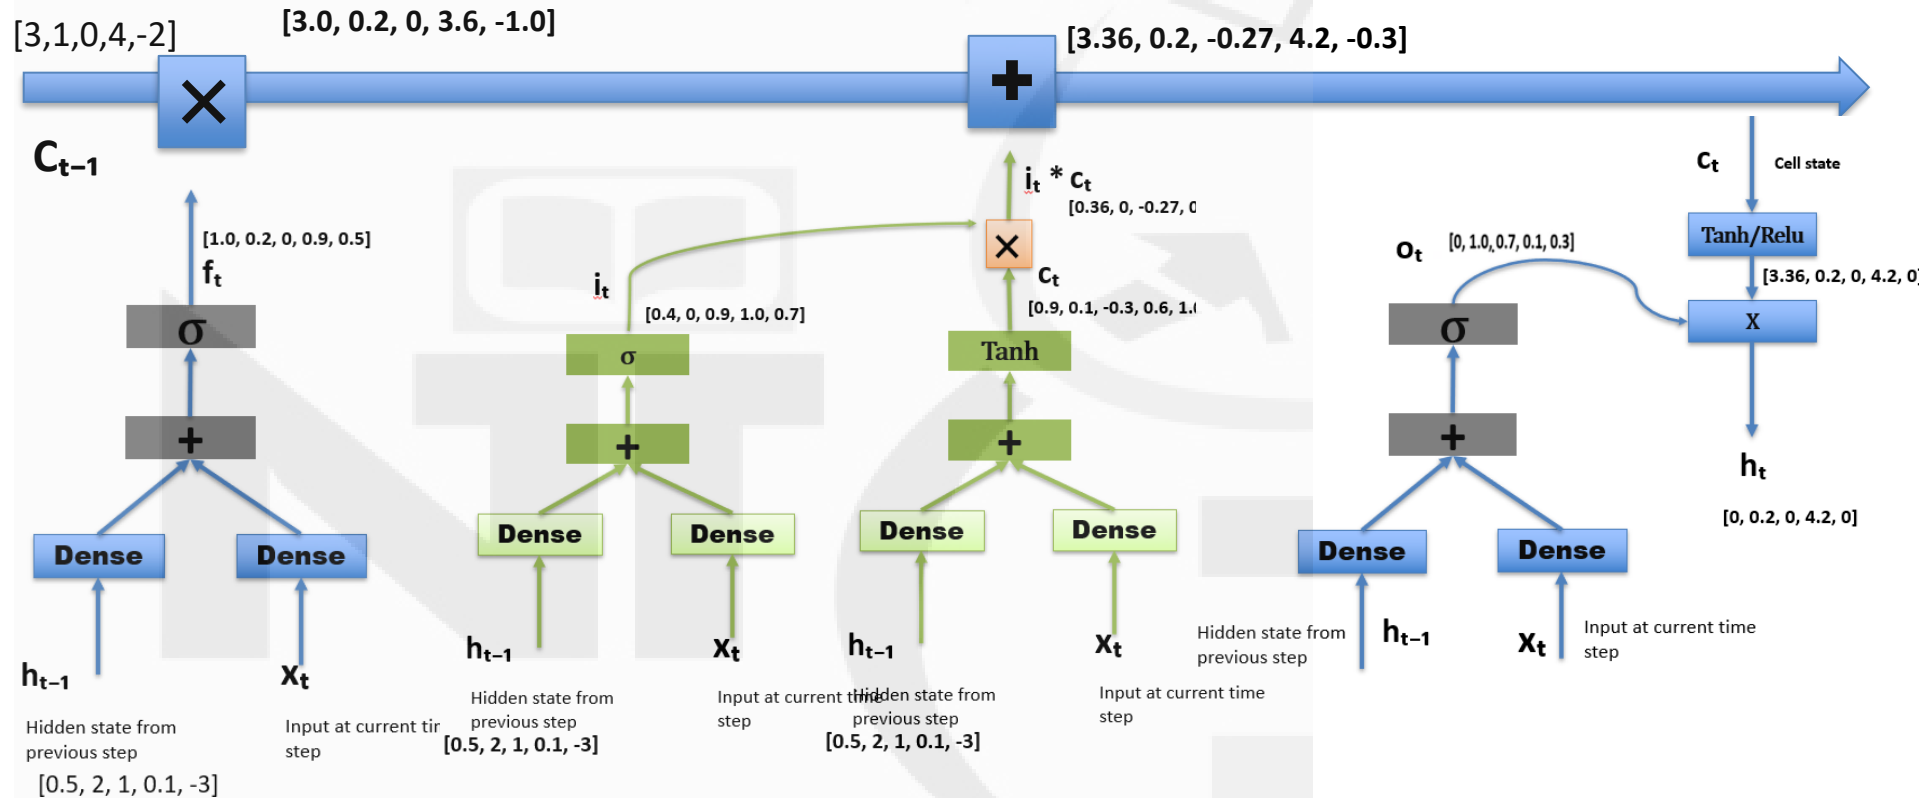 [3,1,0,4,-2]
[3.0, 0.2, 0, 3.6, -1.0]
[3.36, 0.2, -0.27, 4.2, -0.3]
×
+
Cₜ₋₁
[1.0, 0.2, 0, 0.9, 0.5]
fₜ
σ
+
Dense
Dense
hₜ₋₁
xₜ
Hidden state from
previous step
[0.5, 2, 1, 0.1, -3]
Input at current tir
step
iₜ
[0.4, 0, 0.9, 1.0, 0.7]
σ
+
Dense
Dense
hₜ₋₁
xₜ
Hidden state from
previous step
[0.5, 2, 1, 0.1, -3]
Input at current time
step
iₜ * cₜ
[0.36, 0, -0.27, 0
×
cₜ
[0.9, 0.1, -0.3, 0.6, 1.0
Tanh
+
Dense
Dense
hₜ₋₁
xₜ
Hidden state from
previous step
[0.5, 2, 1, 0.1, -3]
Input at current time
step
oₜ
[0, 1.0, 0.7, 0.1, 0.3]
σ
+
Dense
Dense
Hidden state from
previous step
hₜ₋₁
xₜ
Input at current time
step
cₜ
Cell state
Tanh/Relu
[3.36, 0.2, 0, 4.2, 0]
X
hₜ
[0, 0.2, 0, 4.2, 0]